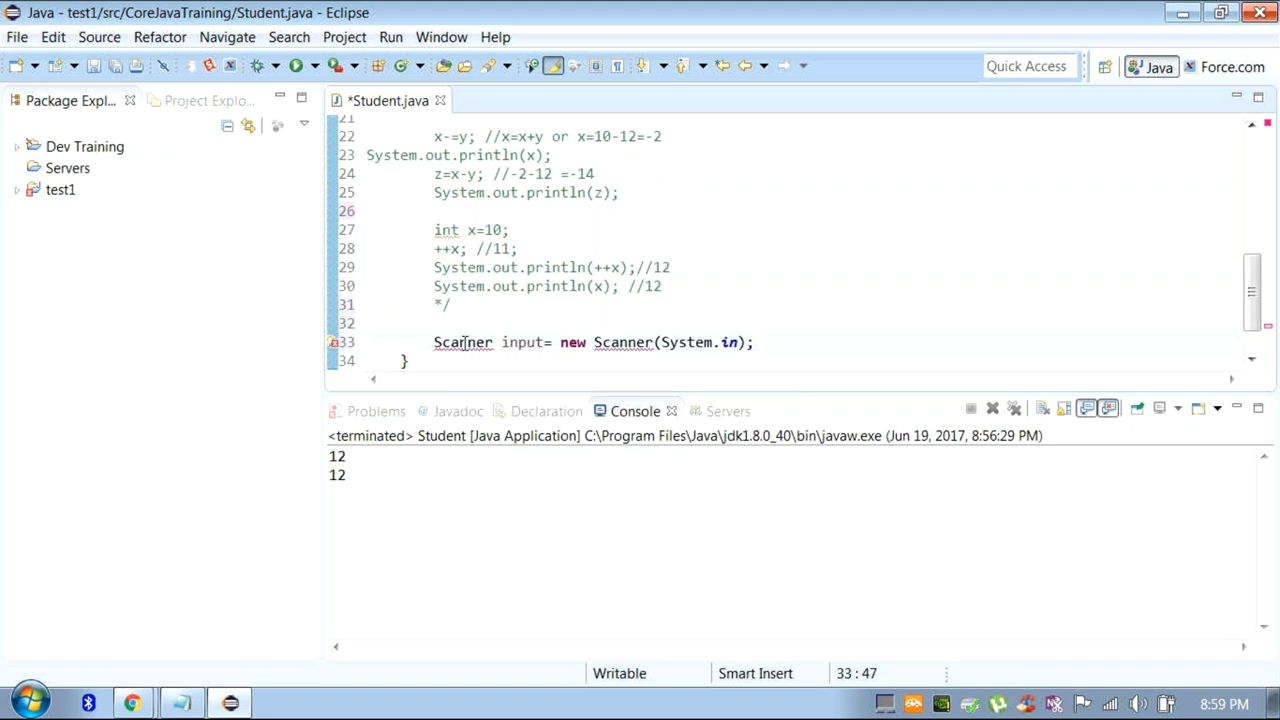 Java - test1/src/CoreJavaTraining/Student.java - Eclipse
File Edit Source Refactor Navigate Search Project Run Window Help
Quick Access Java Force.com
Package Expl... Project Explo...
*Student.java
Dev Training
Servers
test1
21
22 x-=y; //x=x+y or x=10-12=-2
23 System.out.println(x);
24 z=x-y; //-2-12 =-14
25 System.out.println(z);
26
27 int x=10;
28 ++x; //11;
29 System.out.println(++x);//12
30 System.out.println(x); //12
31 */
32
33 Scanner input= new Scanner(System.in);
34 }
Problems Javadoc Declaration Console Servers
<terminated> Student [Java Application] C:\Program Files\Java\jdk1.8.0_40\bin\javaw.exe (Jun 19, 2017, 8:56:29 PM)
12
12
Writable Smart Insert 33 : 47
8:59 PM